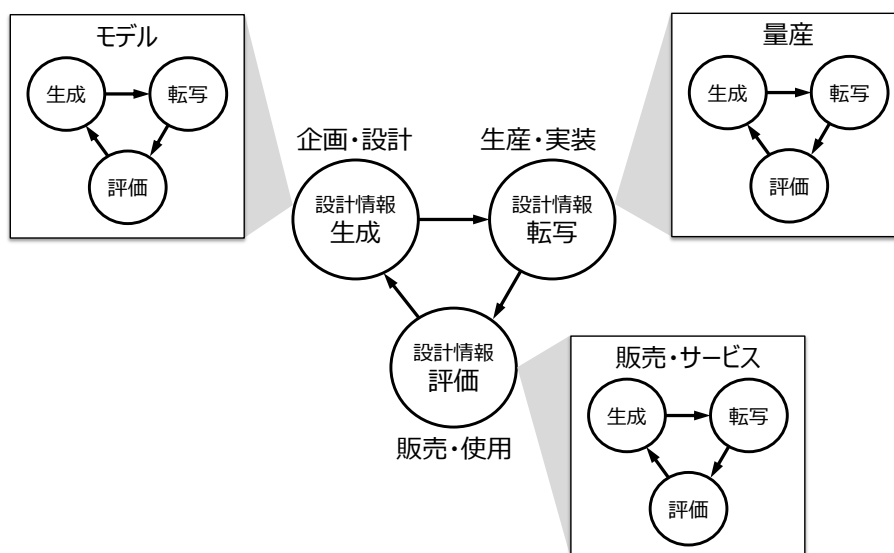 モデル
生成
転写
評価
量産
生成
転写
評価
企画・設計
生産・実装
設計情報
生成
設計情報
転写
設計情報
評価
販売・使用
販売・サービス
生成
転写
評価